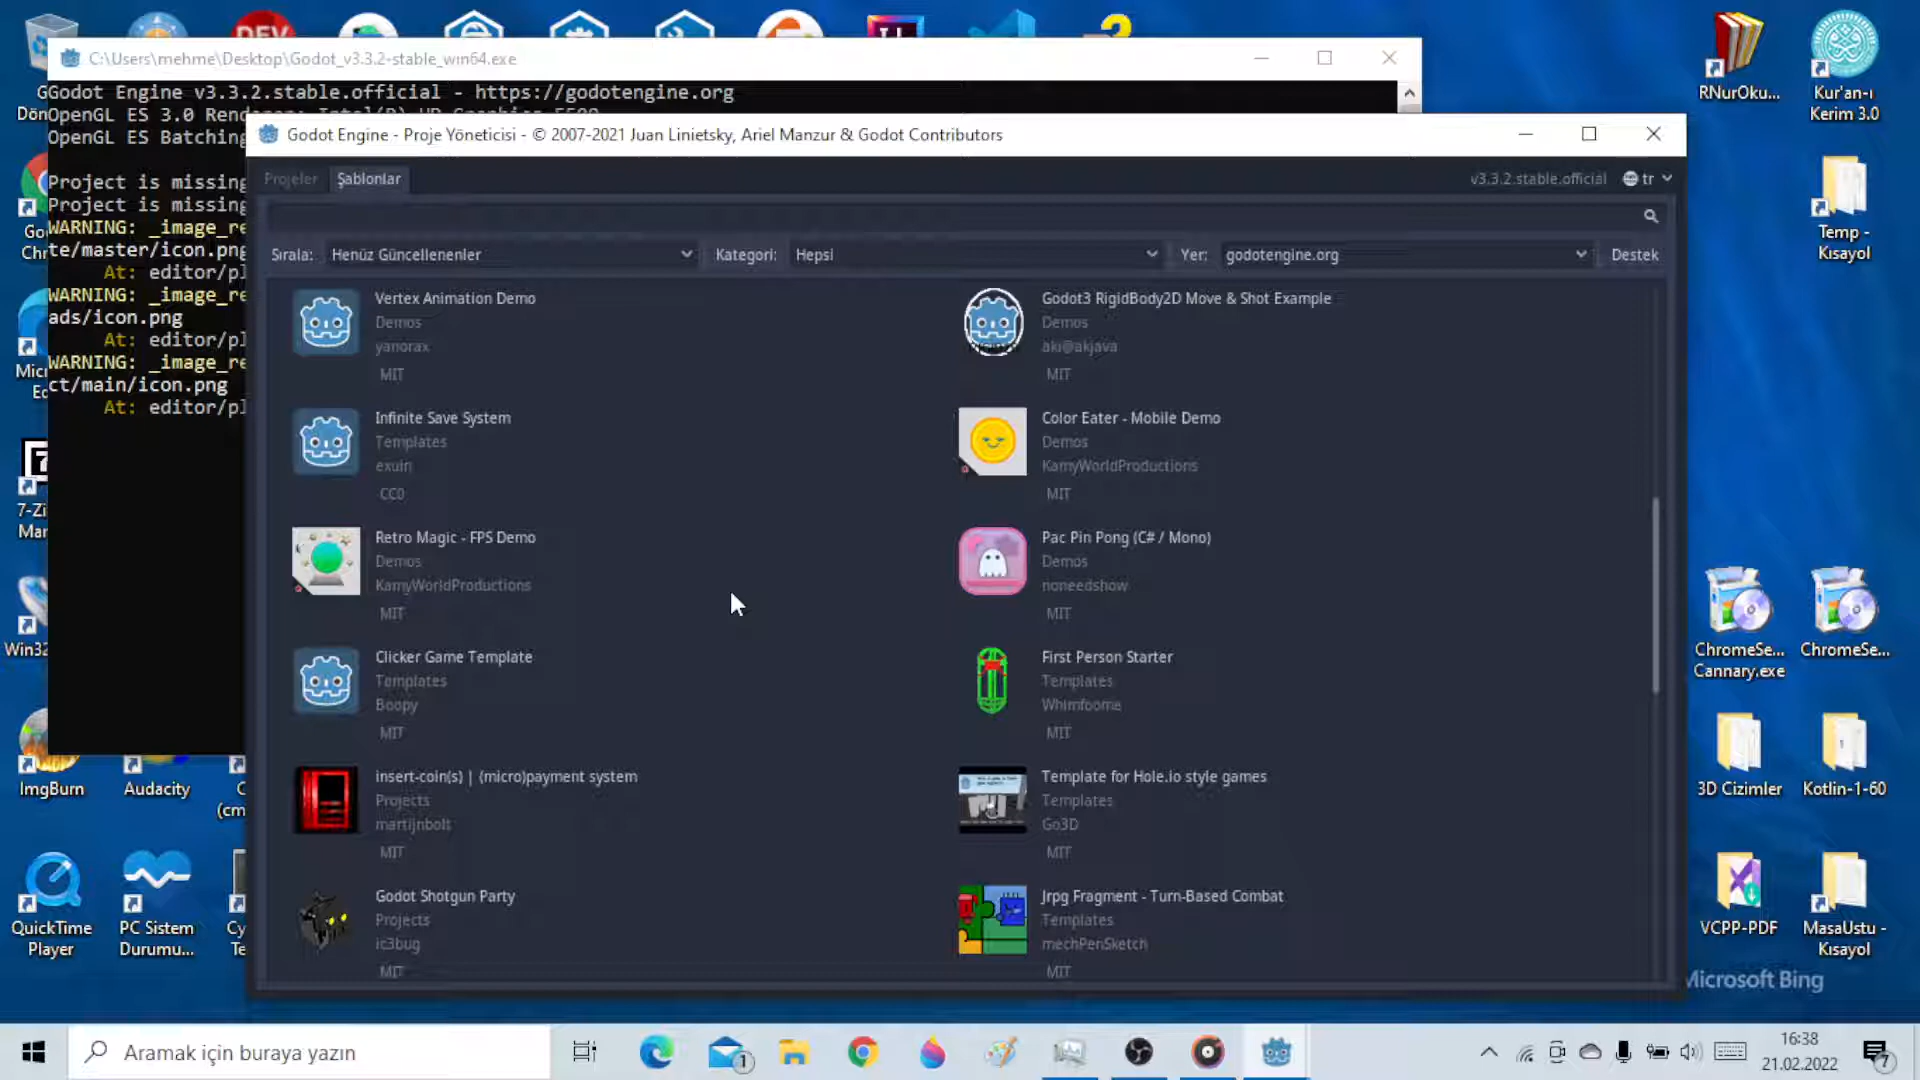 C:\Users\mehme\Desktop\Godot_v3.3.2-stable_win64.exe
Godot Engine v3.3.2.stable.official - https://godotengine.org
OpenGL ES 3.0
OpenGL ES Batching
Project is missing
Project is missing
WARNING: _image_re
te/master/icon.png
At: editor/pl
WARNING: _image_re
ads/icon.png
At: editor/pl
WARNING: _image_re
ct/main/icon.png
At: editor/pl
Godot Engine - Proje Yöneticisi - © 2007-2021 Juan Linietsky, Ariel Manzur & Godot Contributors
Projeler
Şablonlar
v3.3.2.stable.official
tr
Sırala:
Henüz Güncellenenler
Kategori:
Hepsi
Yer:
godotengine.org
Destek
Vertex Animation Demo
Demos
yanorax
MIT
Godot3 RigidBody2D Move & Shot Example
Demos
aki@akjava
MIT
Infinite Save System
Templates
exuin
CC0
Color Eater - Mobile Demo
Demos
KamyWorldProductions
MIT
Retro Magic - FPS Demo
Demos
KamyWorldProductions
MIT
Pac Pin Pong (C# / Mono)
Demos
noneedshow
MIT
Clicker Game Template
Templates
Boopy
MIT
First Person Starter
Templates
Whimfoome
MIT
insert-coin(s) | (micro)payment system
Projects
martijnbolt
MIT
Template for Hole.io style games
Templates
Go3D
MIT
Godot Shotgun Party
Projects
ic3bug
MIT
Jrpg Fragment - Turn-Based Combat
Templates
mechPenSketch
MIT
DEV
RNurOku...
Kur'an-ı
Kerim 3.0
Temp -
Kısayol
ChromeSe...
Cannary.exe
ChromeSe...
3D Cizimler
Kotlin-1-60
VCPP-PDF
MasaUstu -
Kısayol
Microsoft Bing
Win32
ImgBurn
Audacity
(cm
QuickTime
Player
PC Sistem
Durumu...
Cy
Te
Aramak için buraya yazın
1
16:38
21.02.2022
7